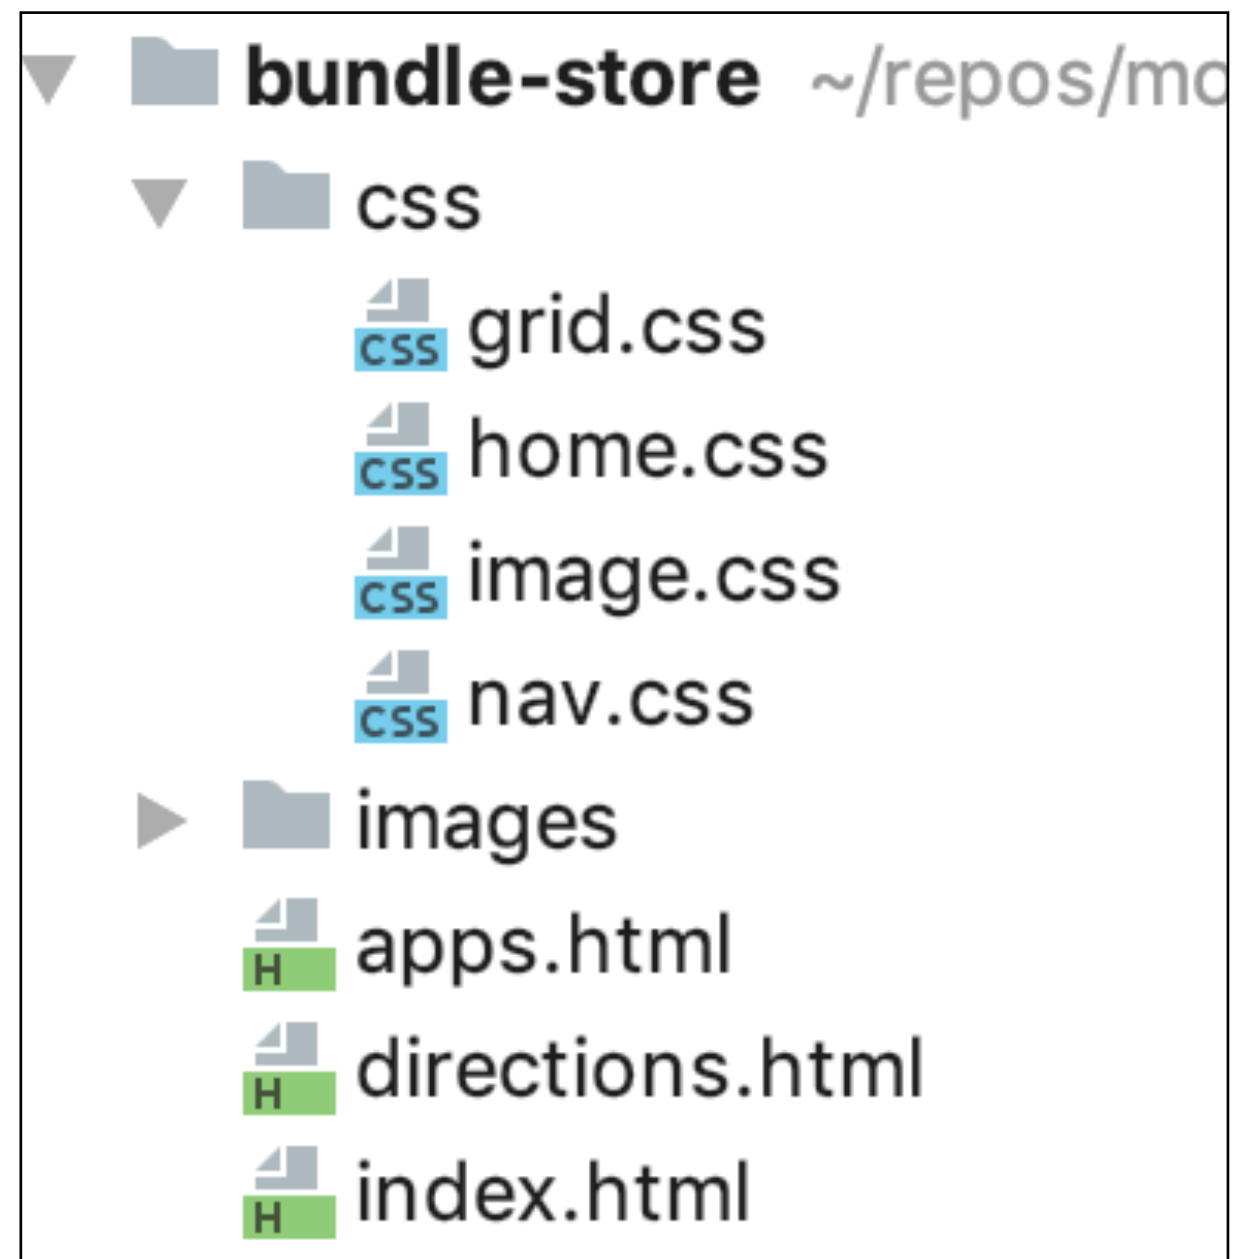 bundle-store ~/repos/mo
css
CSS grid.css
CSS home.css
CSS image.css
CSS nav.css
images
H apps.html
H directions.html
H index.html